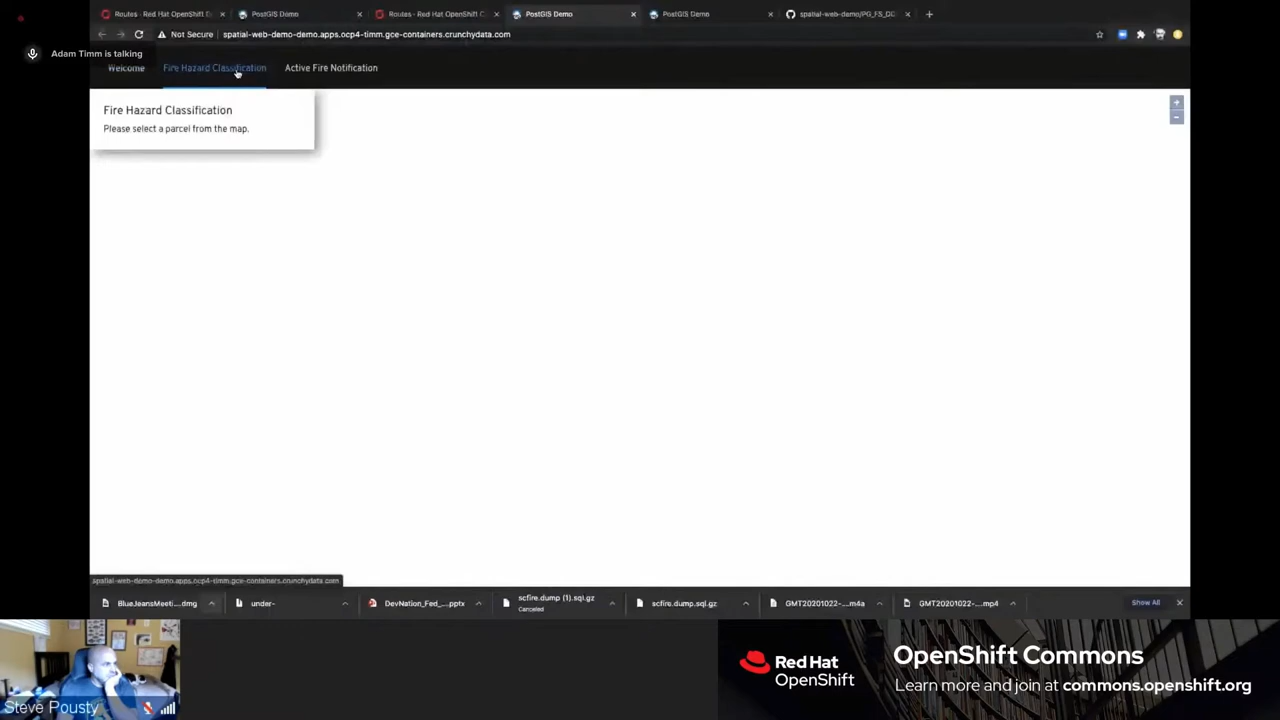 Routes - Red Hat OpenShift D
PostGIS Demo
Routes - Red Hat OpenShift C
PostGIS Demo
PostGIS Demo
spatial-web-demo/PG_FS_DC
Not Secure
spatial-web-demo-demo.apps.ocp4-timm.gce-containers.crunchydata.com
Adam Timm is talking
Welcome
Fire Hazard Classification
Active Fire Notification
Fire Hazard Classification
Please select a parcel from the map.
+
−
spatial-web-demo-demo.apps.ocp4-timm.gce-containers.crunchydata.com
BlueJeansMeeti....dmg
under-
DevNation_Fed_....pptx
scfire.dump (1).sql.gz
Canceled
scfire.dump.sql.gz
GMT20201022-....m4a
GMT20201022-....mp4
Show All
Steve Pousty
Red Hat
OpenShift
OpenShift Commons
Learn more and join at commons.openshift.org